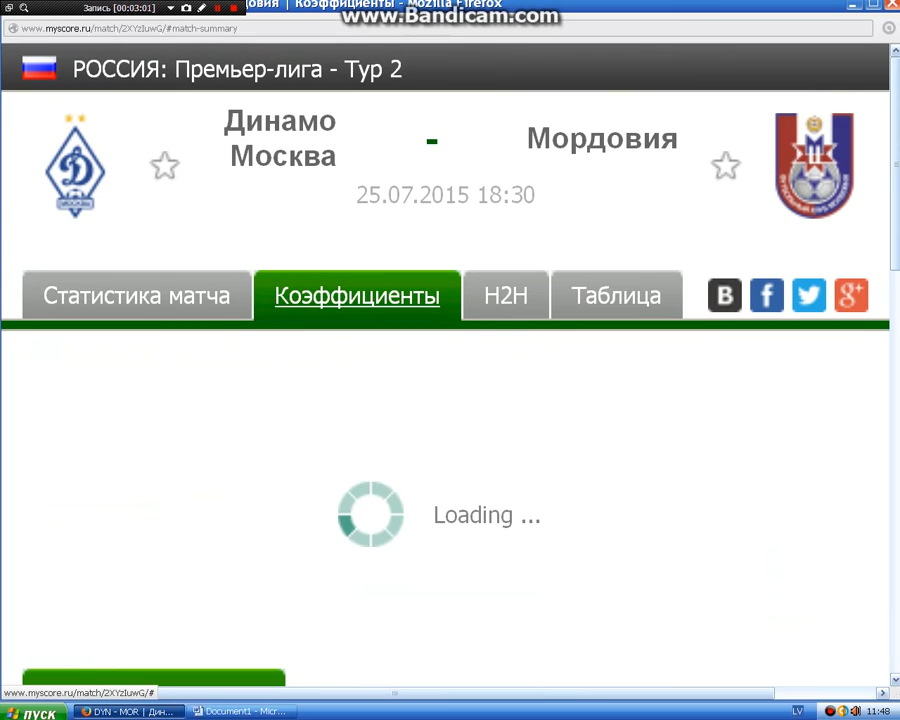 Запись [00:03:01]
овия | Коэффициенты - Mozilla Firefox
www.Bandicam.com
www.myscore.ru/match/2XYzIuwG/#match-summary
РОССИЯ: Премьер-лига - Тур 2
Динамо
Москва
-
Мордовия
25.07.2015 18:30
Статистика матча
Коэффициенты
H2H
Таблица
B
f
g+
Loading ...
www.myscore.ru/match/2XYzIuwG/#
пуск
DYN - MOR | Дин...
Document1 - Micr...
LV
11:48